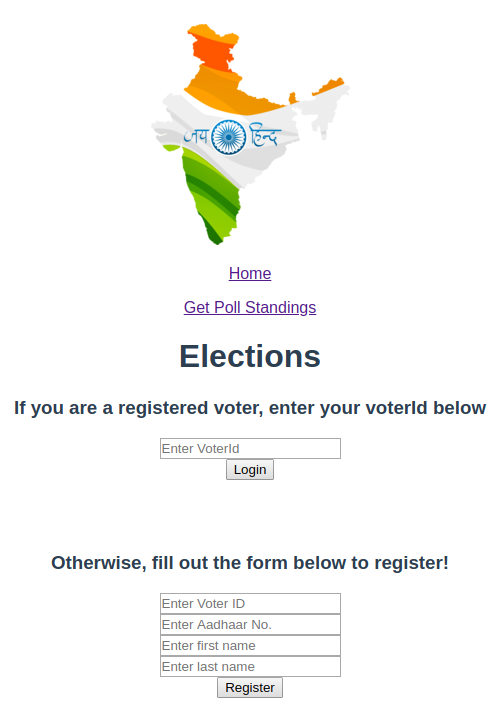 जय हिन्द
Home
Get Poll Standings
Elections
If you are a registered voter, enter your voterId below
Enter VoterId
Login
Otherwise, fill out the form below to register!
Enter Voter ID
Enter Aadhaar No.
Enter first name
Enter last name
Register